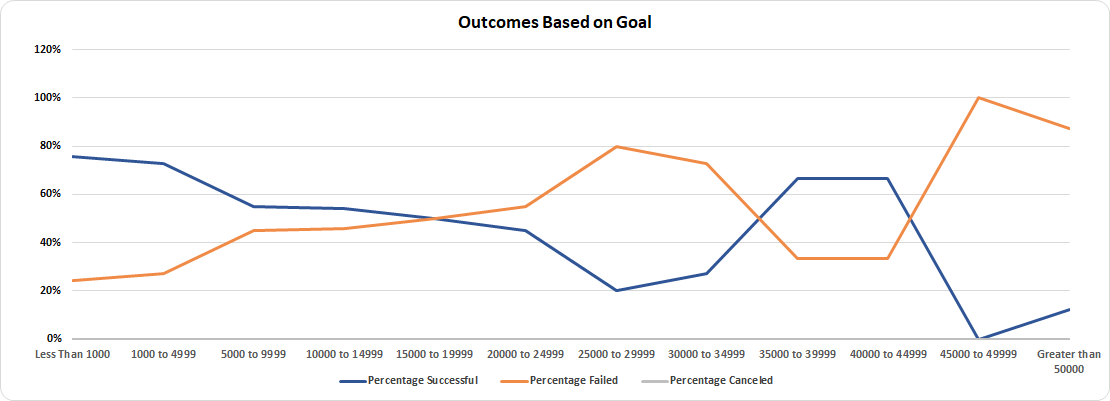 Outcomes Based on Goal
120%
100%
80%
60%
40%
20%
0%
Less Than 1000 1000 to 4999 5000 to 9999 10000 to 14999 15000 to 19999 20000 to 24999 25000 to 29999 30000 to 34999 35000 to 39999 40000 to 44999 45000 to 49999 Greater than
50000
Percentage Successful Percentage Failed Percentage Canceled